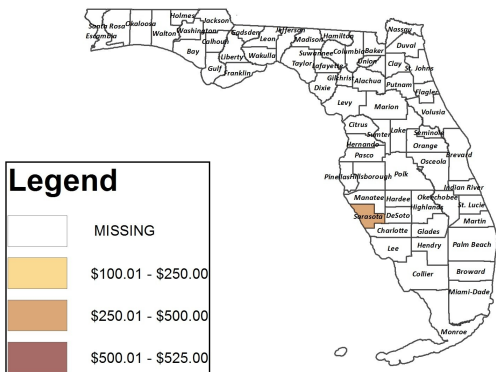 Holmes
Jackson
Santa Rosa
Okaloosa
Escambia
Walton
Washington
Gadsden
Jefferson
Madison
Hamilton
Nassau
Bay
Calhoun
Liberty
Leon
Wakulla
Taylor
Suwannee
Columbia
Baker
Duval
Gulf
Franklin
Lafayette
Union
Clay
St. Johns
Dixie
Gilchrist
Alachua
Putnam
Flagler
Levy
Marion
Volusia
Citrus
Sumter
Lake
Seminole
Hernando
Orange
Pasco
Osceola
Brevard
Pinellas
Hillsborough
Polk
Indian River
Manatee
Hardee
Okeechobee
Highlands
St. Lucie
Sarasota
DeSoto
Martin
Charlotte
Glades
Lee
Hendry
Palm Beach
Collier
Broward
Miami-Dade
Monroe
Legend
MISSING
$100.01 - $250.00
$250.01 - $500.00
$500.01 - $525.00